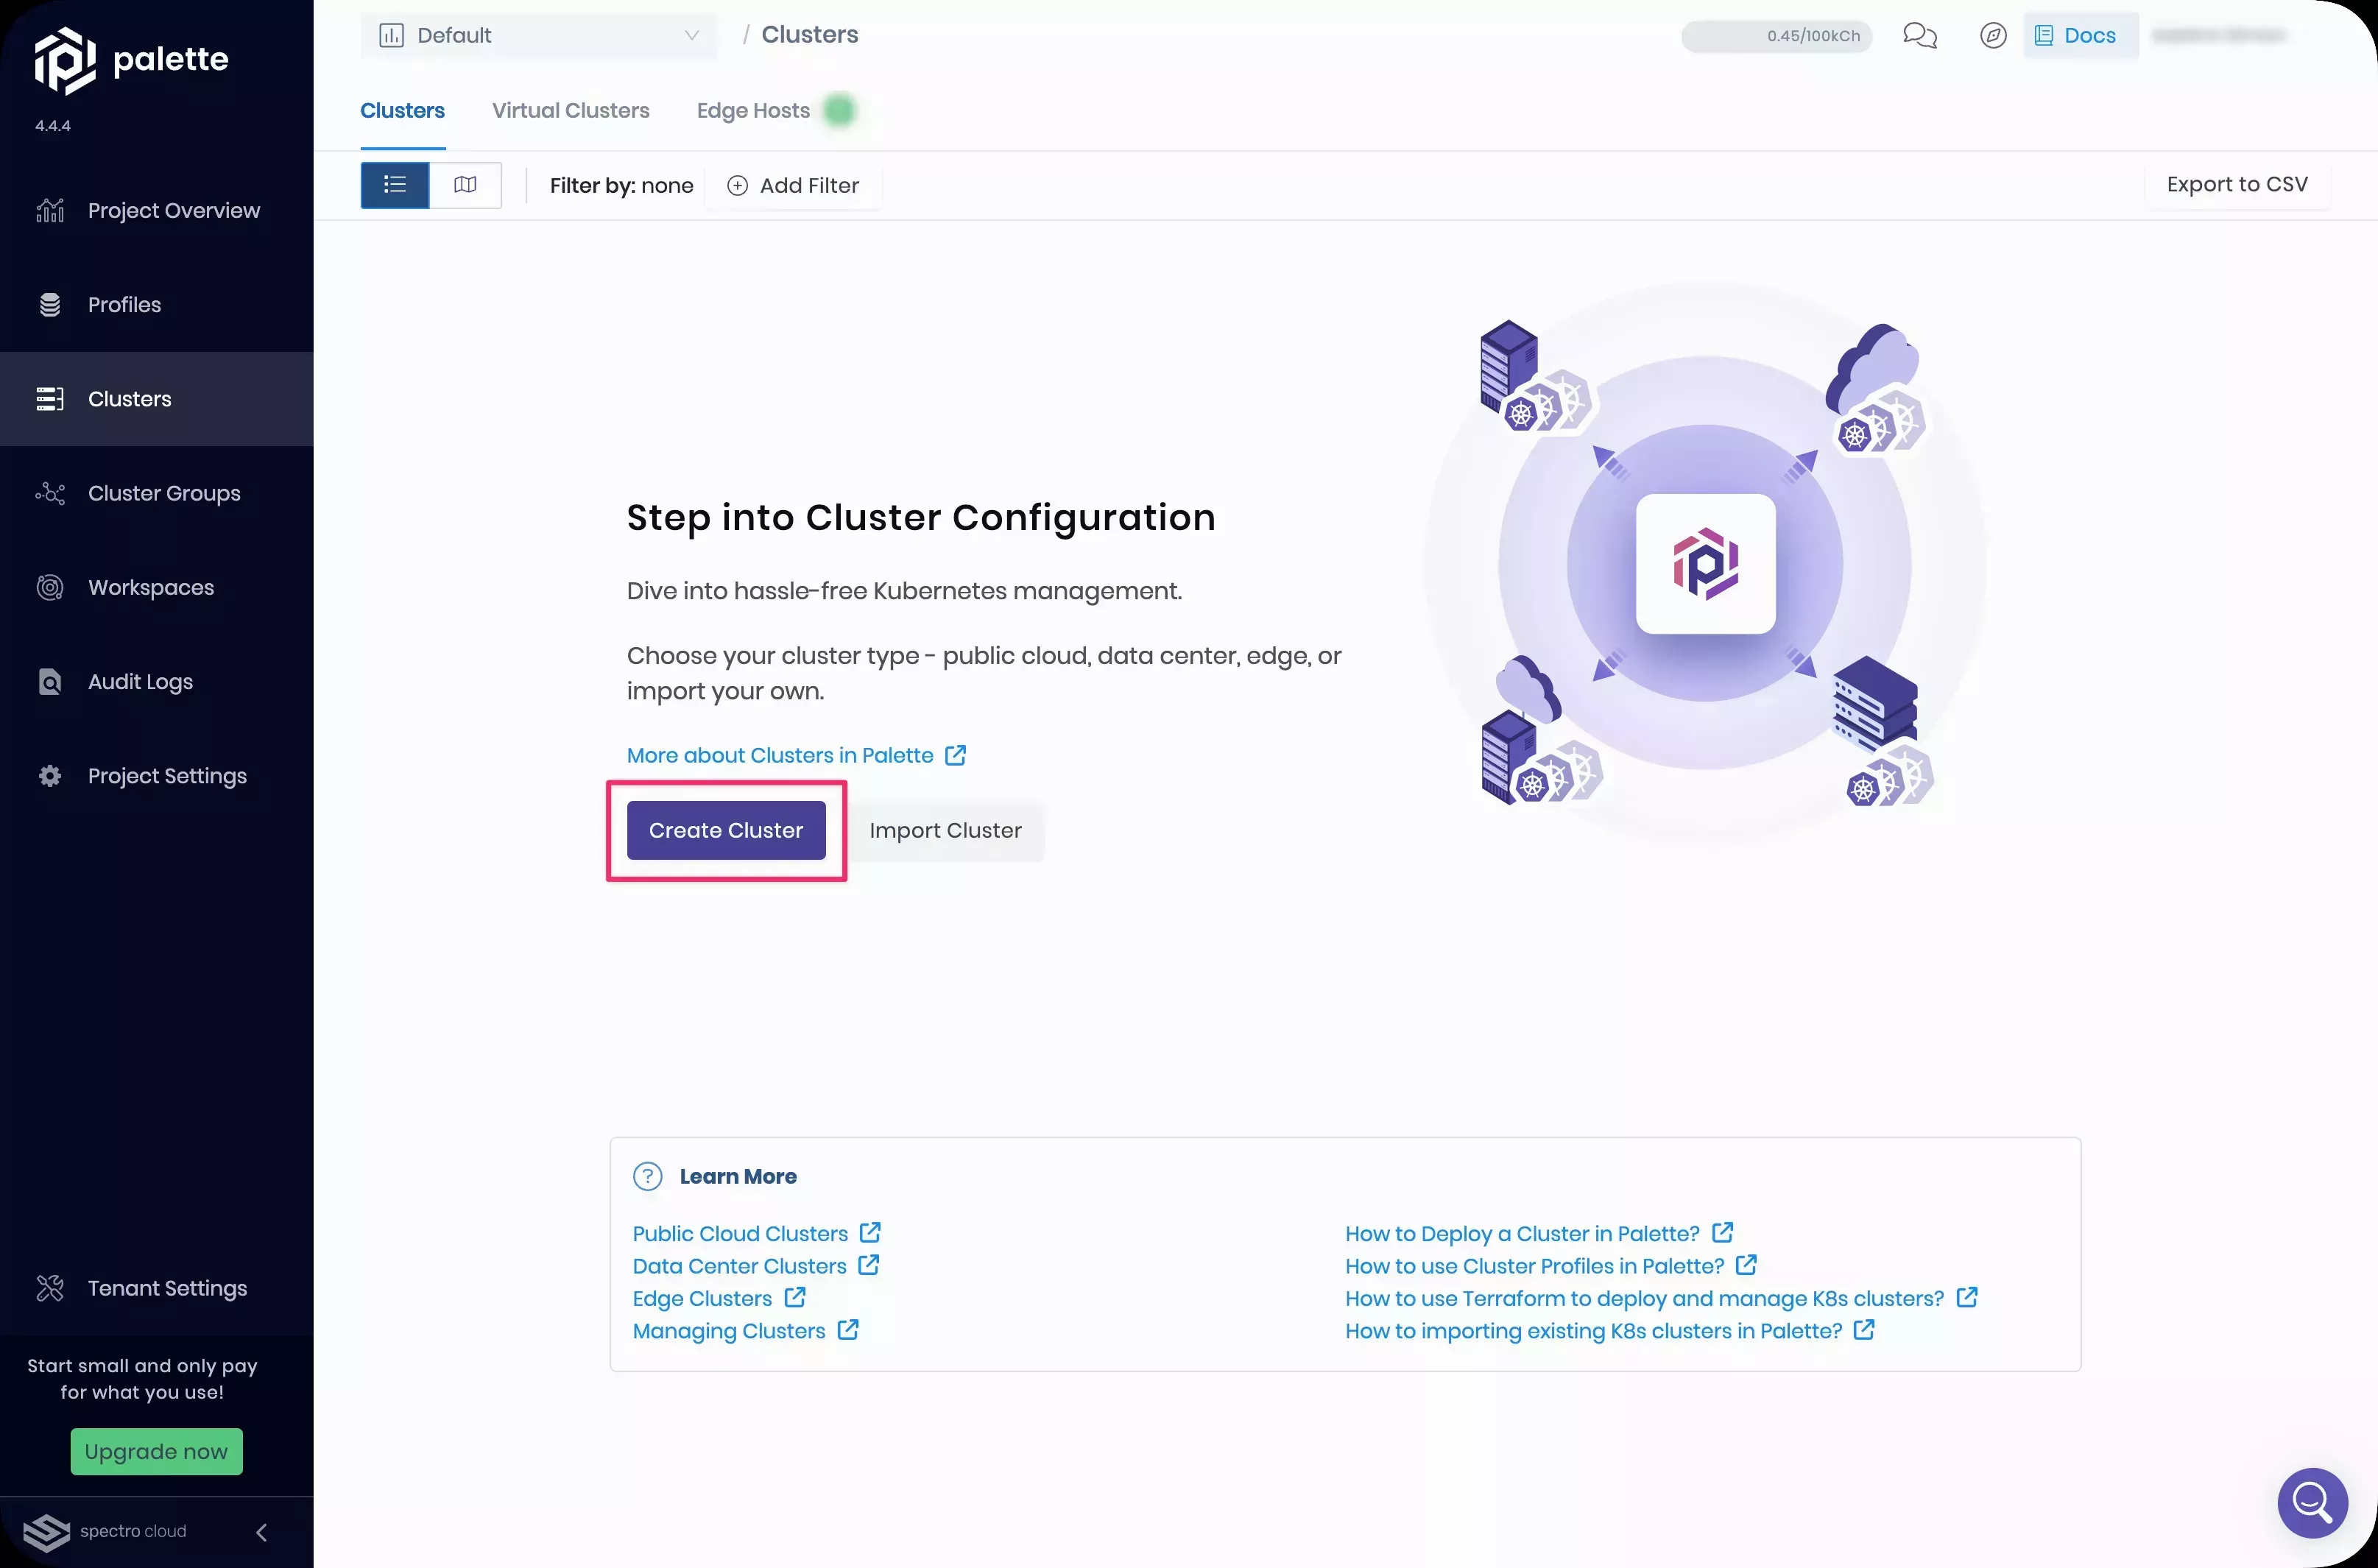 palette
4.4.4
Project Overview
Profiles
Clusters
Cluster Groups
Workspaces
Audit Logs
Project Settings
Tenant Settings
Start small and only pay
for what you use!
Upgrade now
spectro cloud
Default
/ Clusters
0.45/100kCh
Docs
Clusters
Virtual Clusters
Edge Hosts
Filter by: none
Add Filter
Export to CSV
Step into Cluster Configuration
Dive into hassle-free Kubernetes management.
Choose your cluster type - public cloud, data center, edge, or
import your own.
More about Clusters in Palette
Create Cluster
Import Cluster
Learn More
Public Cloud Clusters
Data Center Clusters
Edge Clusters
Managing Clusters
How to Deploy a Cluster in Palette?
How to use Cluster Profiles in Palette?
How to use Terraform to deploy and manage K8s clusters?
How to importing existing K8s clusters in Palette?